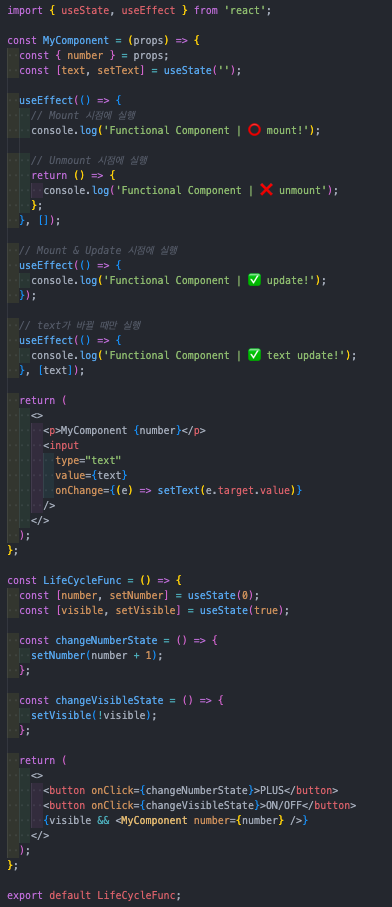 import { useState, useEffect } from 'react';
const MyComponent = (props) => {
const { number } = props;
const [text, setText] = useState('');
useEffect(() => {
// Mount 시점에 실행
console.log('Functional Component | ⭕ mount!');
// Unmount 시점에 실행
return () => {
console.log('Functional Component | ❌ unmount');
};
}, []);
// Mount & Update 시점에 실행
useEffect(() => {
console.log('Functional Component | ✅ update!');
});
// text가 바뀔 때만 실행
useEffect(() => {
console.log('Functional Component | ✅ text update!');
}, [text]);
return (
<>
<p>MyComponent {number}</p>
<input
type="text"
value={text}
onChange={(e) => setText(e.target.value)}
/>
</>
);
};
const LifeCycleFunc = () => {
const [number, setNumber] = useState(0);
const [visible, setVisible] = useState(true);
const changeNumberState = () => {
setNumber(number + 1);
};
const changeVisibleState = () => {
setVisible(!visible);
};
return (
<>
<button onClick={changeNumberState}>PLUS</button>
<button onClick={changeVisibleState}>ON/OFF</button>
{visible && <MyComponent number={number} />}
</>
);
};
export default LifeCycleFunc;